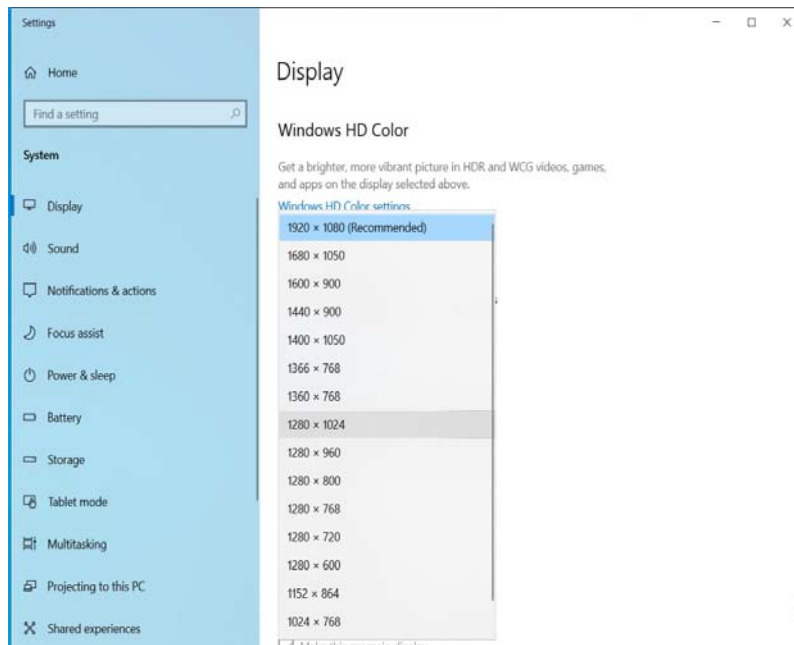 Settings
Home
Find a setting
System
Display
Sound
Notifications & actions
Focus assist
Power & sleep
Battery
Storage
Tablet mode
Multitasking
Projecting to this PC
Shared experiences
Display
Windows HD Color
Get a brighter, more vibrant picture in HDR and WCG videos, games,
and apps on the display selected above.
Windows HD Color settings
1920 × 1080 (Recommended)
1680 × 1050
1600 × 900
1440 × 900
1400 × 1050
1366 × 768
1360 × 768
1280 × 1024
1280 × 960
1280 × 800
1280 × 768
1280 × 720
1280 × 600
1152 × 864
1024 × 768